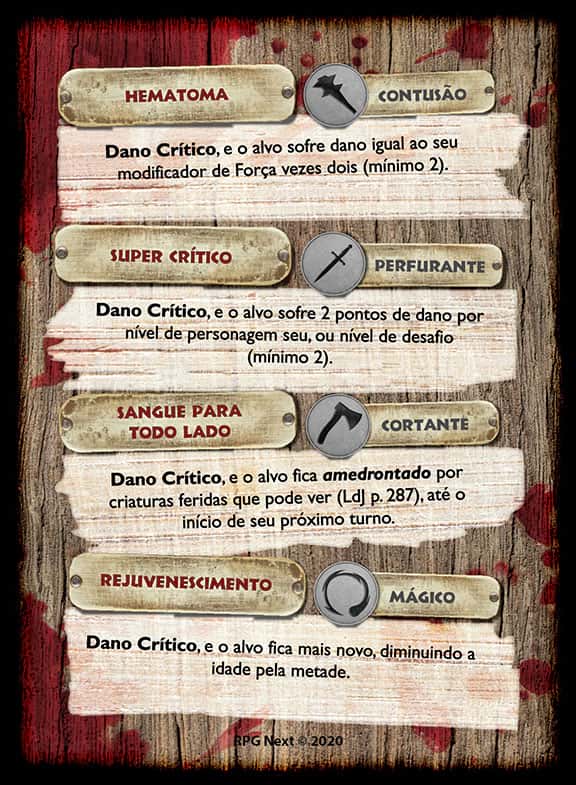 HEMATOMA
CONTUSÃO
Dano Crítico, e o alvo sofre dano igual ao seu
modificador de Força vezes dois (mínimo 2).
SUPER CRÍTICO
PERFURANTE
Dano Crítico, e o alvo sofre 2 pontos de dano por
nível de personagem seu, ou nível de desafio
(mínimo 2).
SANGUE PARA
TODO LADO
CORTANTE
Dano Crítico, e o alvo fica amedrontado por
criaturas feridas que pode ver (LdJ p. 287), até o
início de seu próximo turno.
REJUVENESCIMENTO
MÁGICO
Dano Crítico, e o alvo fica mais novo, diminuindo a
idade pela metade.
RPG Next © 2020